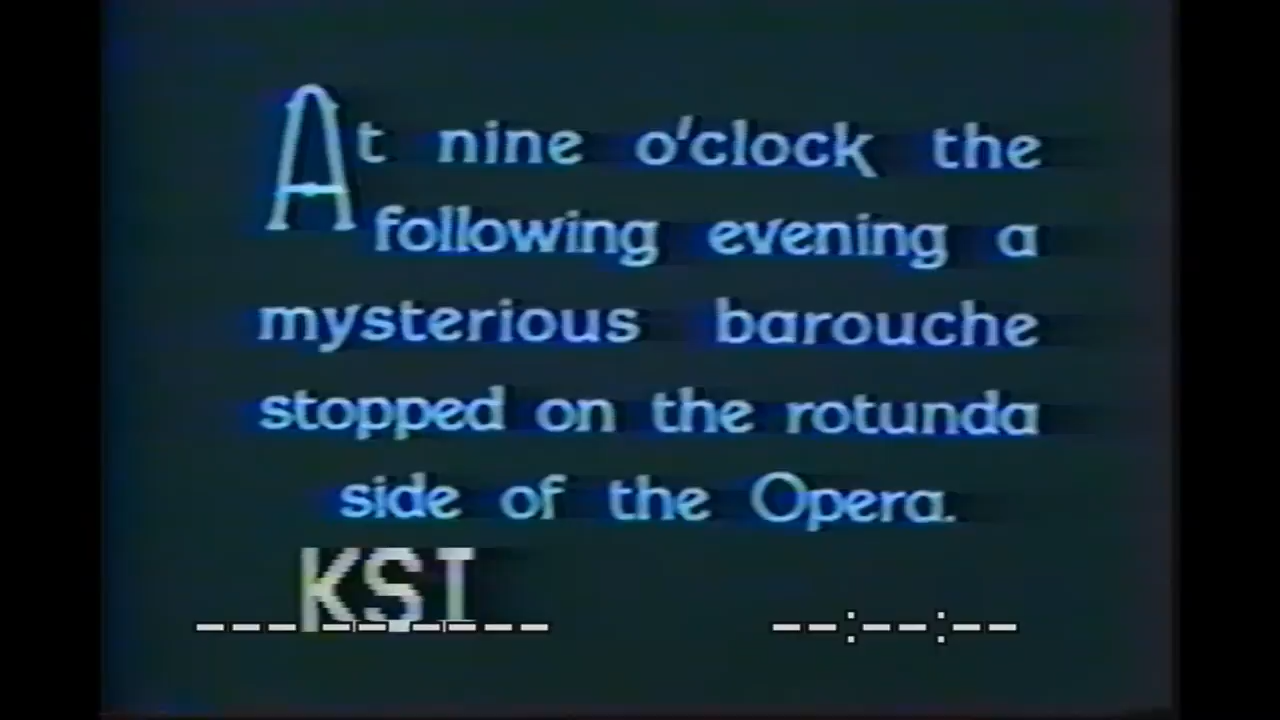 At nine o'clock the
following evening a
mysterious barouche
stopped on the rotunda
side of the Opera.
KSI
--- -- ---- --:--:--